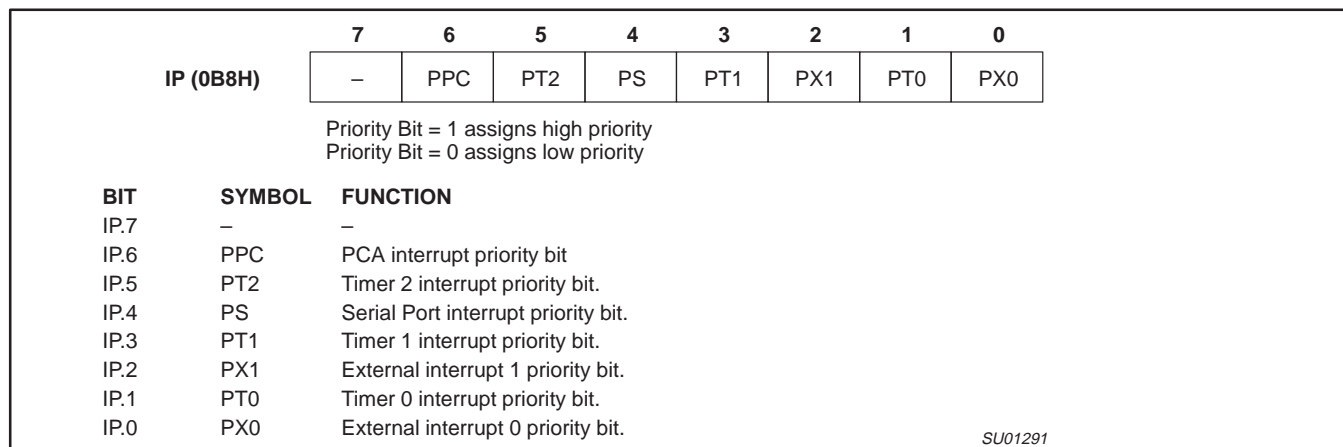 7 6 5 4 3 2 1 0
IP (0B8H) – PPC PT2 PS PT1 PX1 PT0 PX0
Priority Bit = 1 assigns high priority
Priority Bit = 0 assigns low priority
BIT SYMBOL FUNCTION
IP.7 – –
IP.6 PPC PCA interrupt priority bit
IP.5 PT2 Timer 2 interrupt priority bit.
IP.4 PS Serial Port interrupt priority bit.
IP.3 PT1 Timer 1 interrupt priority bit.
IP.2 PX1 External interrupt 1 priority bit.
IP.1 PT0 Timer 0 interrupt priority bit.
IP.0 PX0 External interrupt 0 priority bit.
SU01291